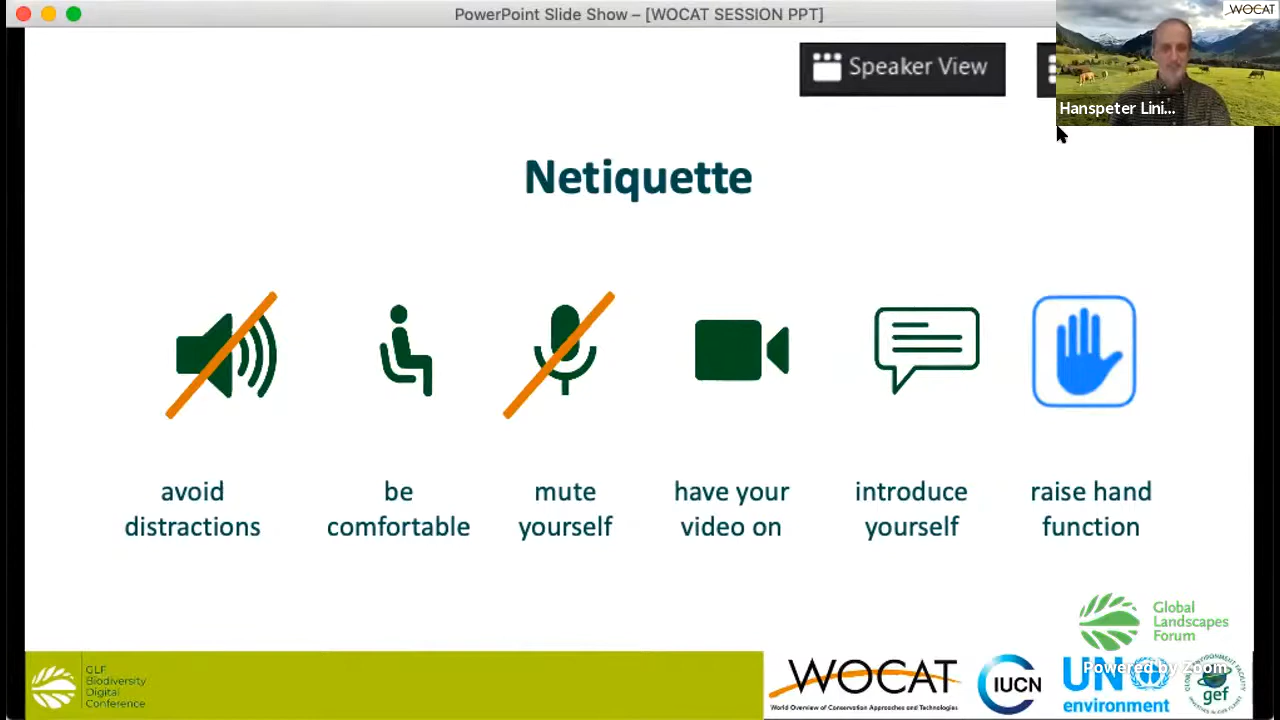 PowerPoint Slide Show – [WOCAT SESSION PPT]
WOCAT
Speaker View
Hanspeter Lini...
Netiquette
avoid
distractions
be
comfortable
mute
yourself
have your
video on
introduce
yourself
raise hand
function
Global
Landscapes
Forum
GLF
Biodiversity
Digital
Conference
WOCAT
World Overview of Conservation Approaches and Technologies
IUCN
UN
environment
Powered by Zoom
gef